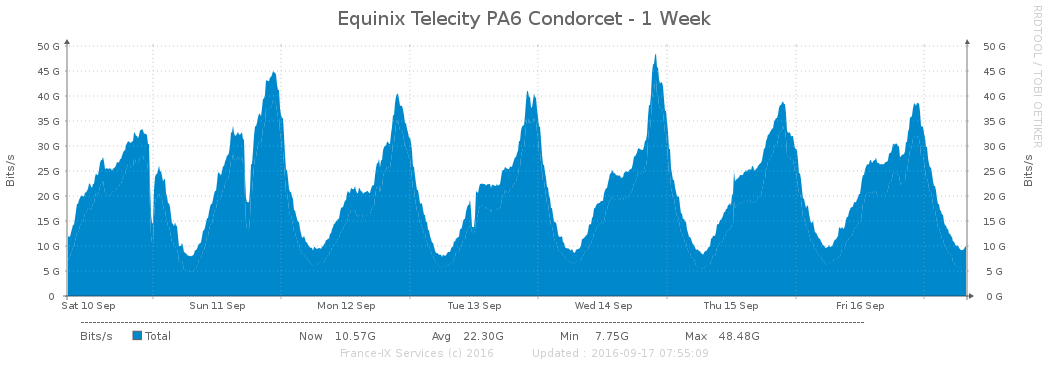 Equinix Telecity PA6 Condorcet - 1 Week
RRDTOOL / TOBI OETIKER
Bits/s
50 G 50 G
45 G 45 G
40 G 40 G
35 G 35 G
30 G 30 G
25 G 25 G
20 G 20 G
15 G 15 G
10 G 10 G
5 G 5 G
0 0 G
Bits/s
Sat 10 Sep Sun 11 Sep Mon 12 Sep Tue 13 Sep Wed 14 Sep Thu 15 Sep Fri 16 Sep
Bits/s Total Now 10.57G Avg 22.30G Min 7.75G Max 48.48G
France-IX Services (c) 2016 Updated : 2016-09-17 07:55:09